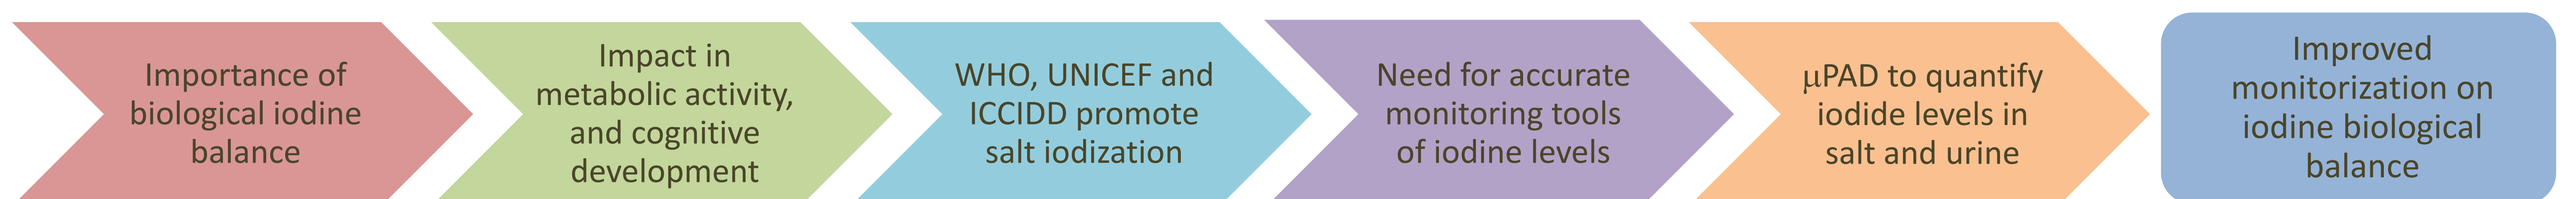 Importance of
biological iodine
balance
Impact in
metabolic activity,
and cognitive
development
WHO, UNICEF and
ICCIDD promote
salt iodization
Need for accurate
monitoring tools
of iodine levels
μPAD to quantify
iodide levels in
salt and urine
Improved
monitorization on
iodine biological
balance